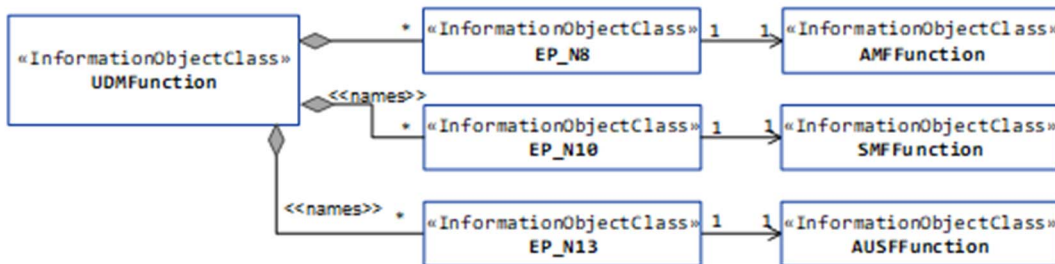 «InformationObjectClass»
UDMFunction
*
«InformationObjectClass»
EP_N8
1
1
«InformationObjectClass»
AMFFunction
<<names>>
*
«InformationObjectClass»
EP_N10
1
1
«InformationObjectClass»
SMFFunction
<<names>>
*
«InformationObjectClass»
EP_N13
1
1
«InformationObjectClass»
AUSFFunction